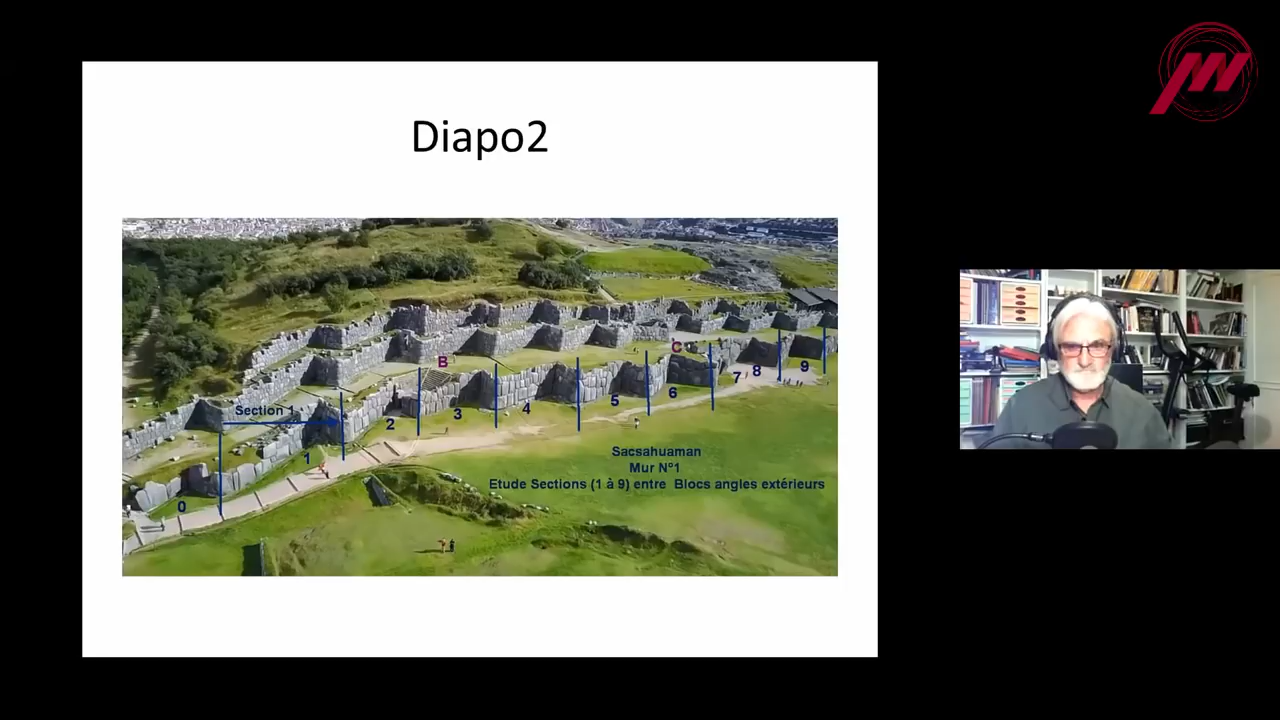 Diapo2
B
C
Section 1
0
1
2
3
4
5
6
7
8
9
Sacsahuaman
Mur N°1
Etude Sections (1 à 9) entre Blocs angles extérieurs